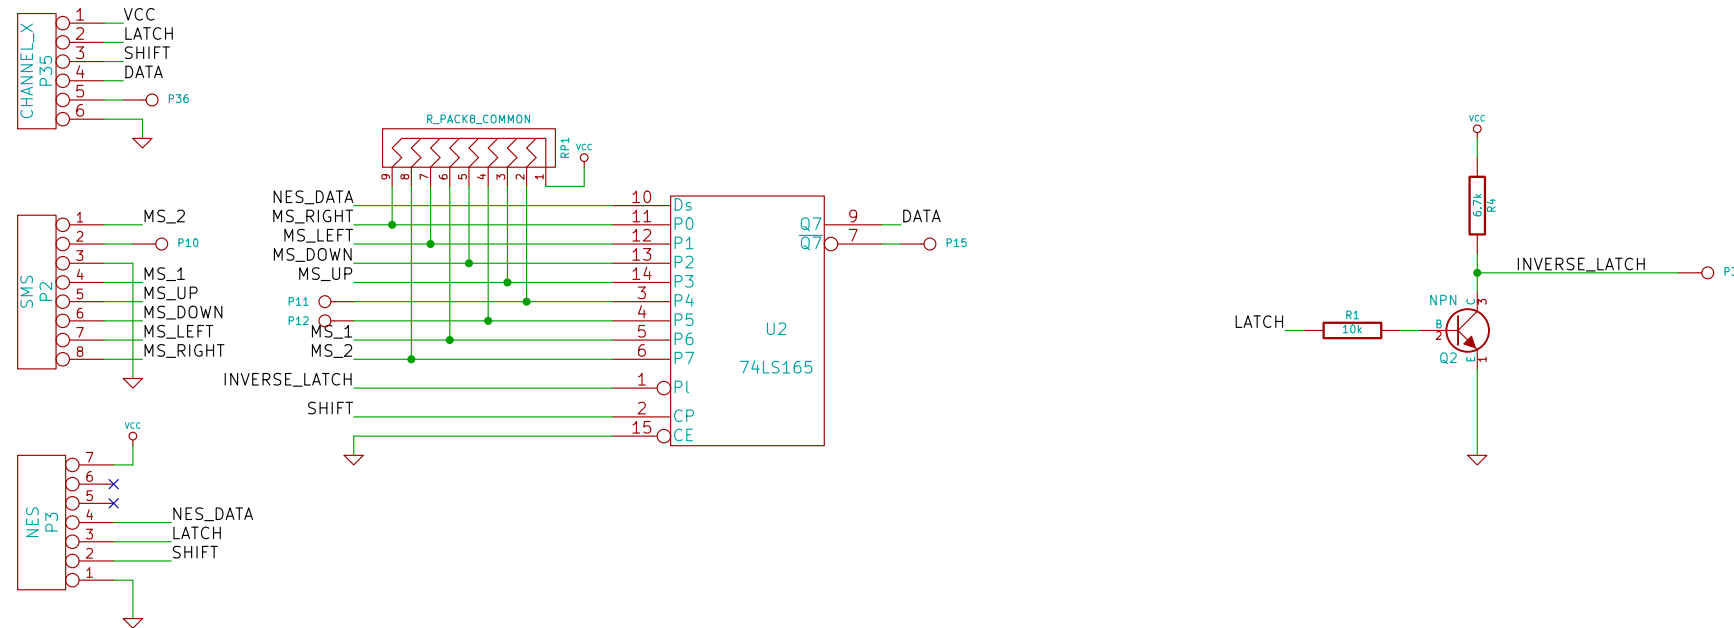 CHANNEL_X
P35
1 VCC
2 LATCH
3 SHIFT
4 DATA
5 P36
6
SMS
P2
1 MS_2
2 P10
3
4 MS_1
5 MS_UP
6 MS_DOWN
7 MS_LEFT
8 MS_RIGHT
NES
P3
VCC
7
6
5
4 NES_DATA
3 LATCH
2 SHIFT
1
R_PACK8_COMMON
RP1
VCC
9 8 7 6 5 4 3 2 1
NES_DATA 10 Ds
MS_RIGHT 11 P0
MS_LEFT 12 P1
MS_DOWN 13 P2
MS_UP 14 P3
P11 3 P4
P12 4 P5
MS_1 5 P6
MS_2 6 P7
INVERSE_LATCH 1 Pl
SHIFT 2 CP
15 CE
Q7 9 DATA
Q7 7 P15
U2
74LS165
VCC
6.7k
R4
INVERSE_LATCH
LATCH
R1
10k
NPN
Q2
B
2
C
3
E
1